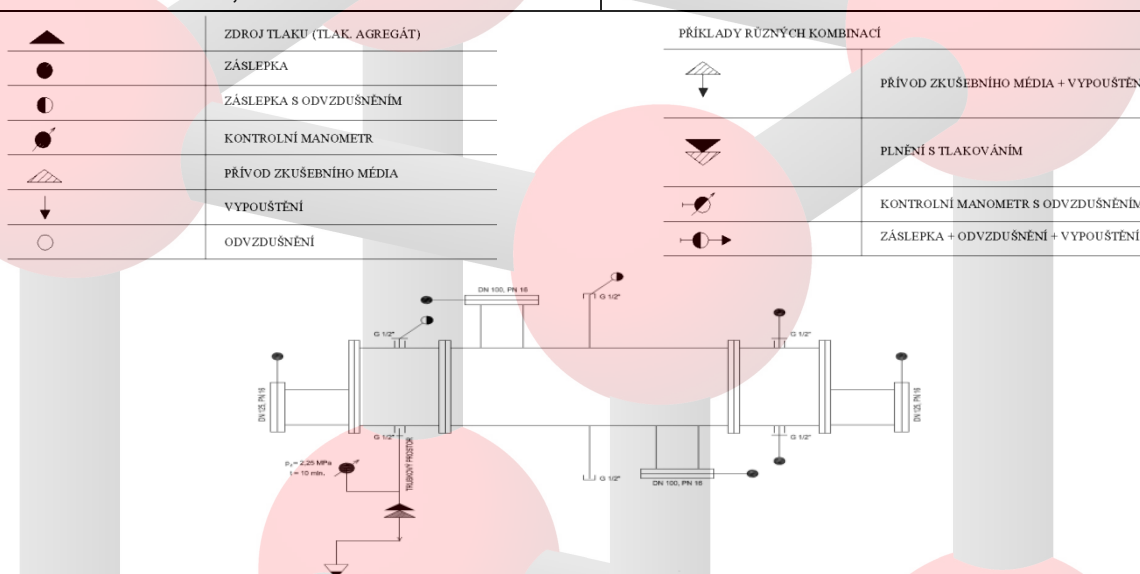 ZDROJ TLAKU (TLAK. AGREGÁT)
ZÁSLEPKA
ZÁSLEPKA S ODVZDUŠNĚNÍM
KONTROLNÍ MANOMETR
PŘÍVOD ZKUŠEBNÍHO MÉDIA
VYPOUŠTĚNÍ
ODVZDUŠNĚNÍ
PŘÍKLADY RŮZNÝCH KOMBINACÍ
PŘÍVOD ZKUŠEBNÍHO MÉDIA + VYPOUŠTĚN
PLNĚNÍ S TLAKOVÁNÍM
KONTROLNÍ MANOMETR S ODVZDUŠNĚNÍM
ZÁSLEPKA + ODVZDUŠNĚNÍ + VYPOUŠTĚNÍ
DN 100, PN 16
G 1/2"
G 1/2"
G 1/2"
DN 125, PN 16
DN 125, PN 16
G 1/2"
G 1/2"
TRUBKOVÝ PROSTOR
pz= 2,25 MPa
t = 10 min.
G 1/2"
DN 100, PN 16